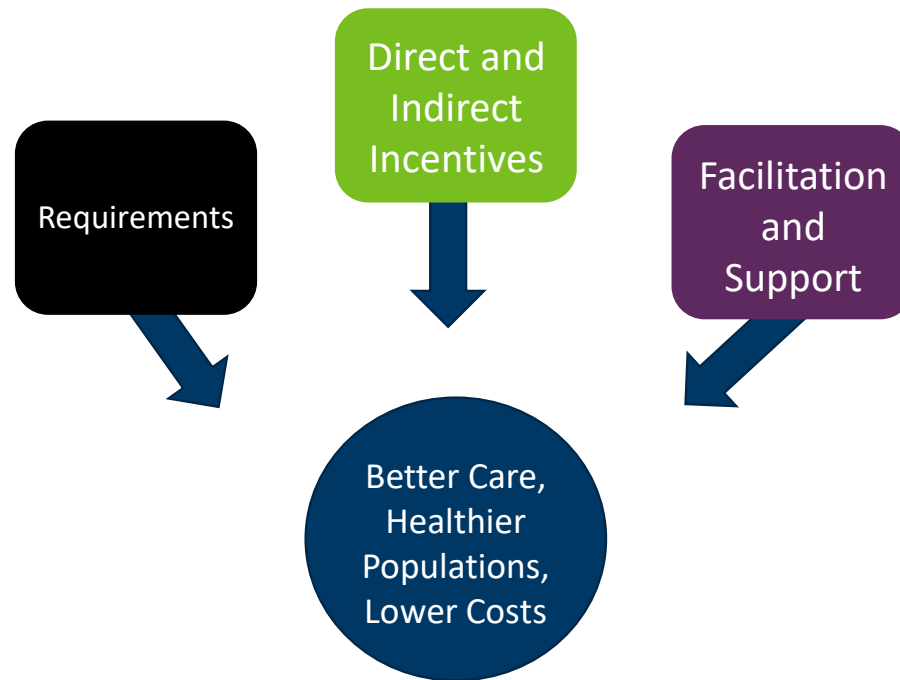 Direct and
Indirect
Incentives
Requirements
Facilitation
and
Support
Better Care,
Healthier
Populations,
Lower Costs